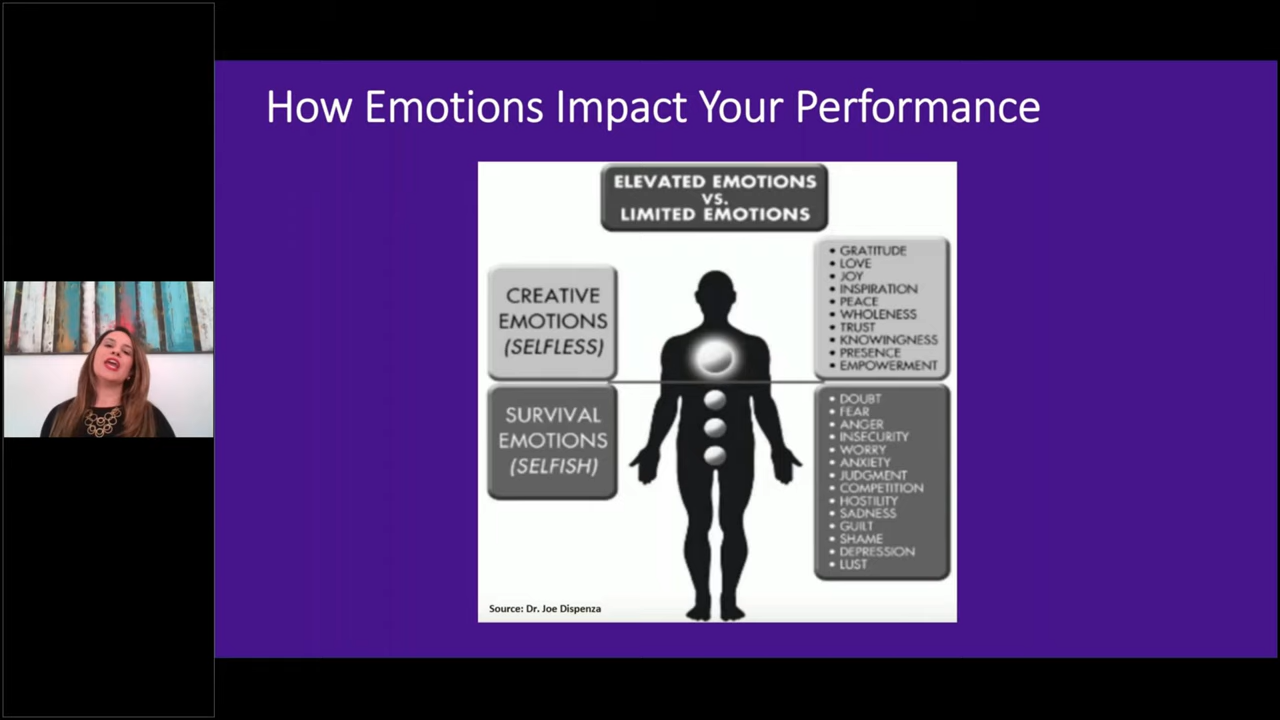 How Emotions Impact Your Performance
ELEVATED EMOTIONS
VS.
LIMITED EMOTIONS
CREATIVE
EMOTIONS
(SELFLESS)
• GRATITUDE
• LOVE
• JOY
• INSPIRATION
• PEACE
• WHOLENESS
• TRUST
• KNOWINGNESS
• PRESENCE
• EMPOWERMENT
SURVIVAL
EMOTIONS
(SELFISH)
• DOUBT
• FEAR
• ANGER
• INSECURITY
• WORRY
• ANXIETY
• JUDGMENT
• COMPETITION
• HOSTILITY
• SADNESS
• GUILT
• SHAME
• DEPRESSION
• LUST
Source: Dr. Joe Dispenza